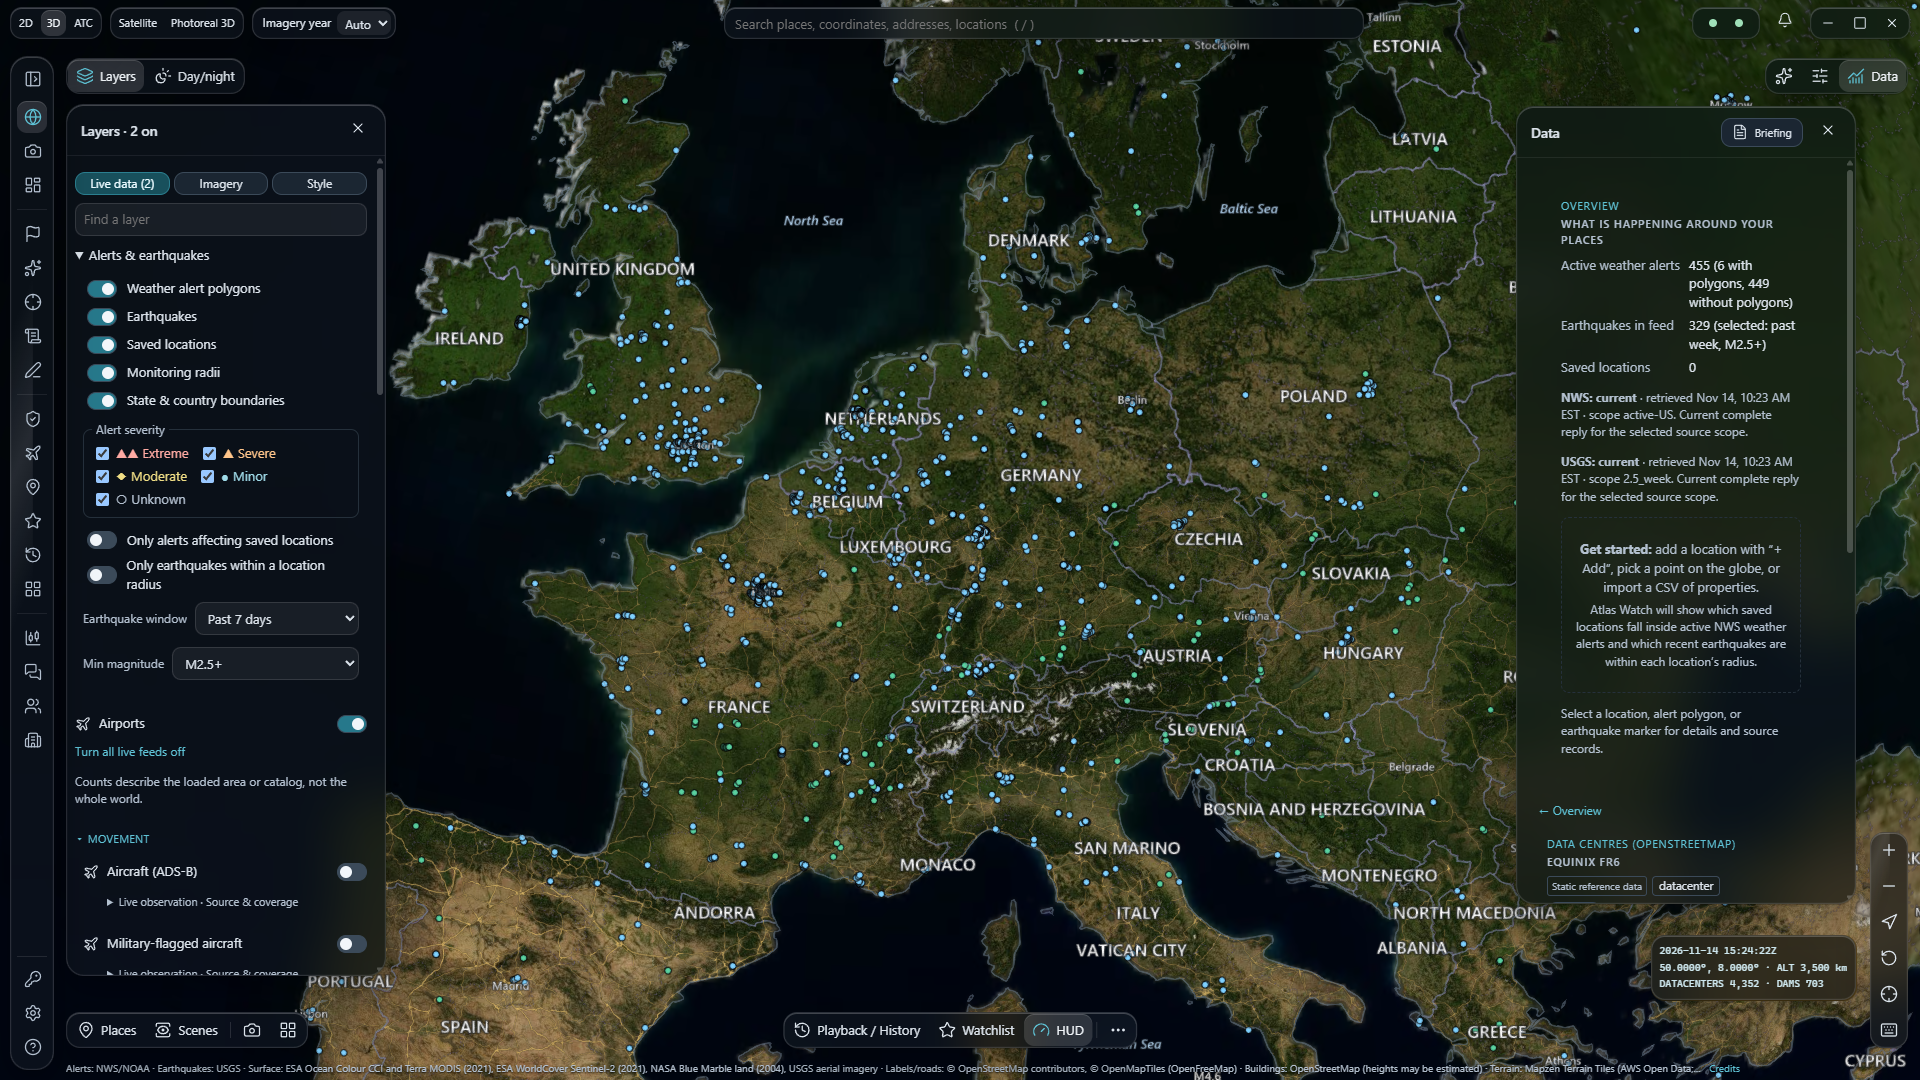 2D 3D ATC
Satellite Photoreal 3D
Imagery year Auto
Search places, coordinates, addresses, locations ( / )
Layers Day/night
Data
Layers · 2 on
Live data (2) Imagery Style
Find a layer
Alerts & earthquakes
Weather alert polygons
Earthquakes
Saved locations
Monitoring radii
State & country boundaries
Alert severity
Extreme Severe
Moderate Minor
Unknown
Only alerts affecting saved locations
Only earthquakes within a location
radius
Earthquake window Past 7 days
Min magnitude M2.5+
Airports
Turn all live feeds off
Counts describe the loaded area or catalog, not the
whole world.
MOVEMENT
Aircraft (ADS-B)
Live observation · Source & coverage
Military-flagged aircraft
Live observation · Source & coverage
Places Scenes
Tallinn
SWEDEN
Stockholm
ESTONIA
Moscow
LATVIA
North Sea
Baltic Sea
LITHUANIA
DENMARK
UNITED KINGDOM
IRELAND
NETHERLANDS
Berlin
POLAND
GERMANY
BELGIUM
LUXEMBOURG
CZECHIA
SLOVAKIA
Vienna
HUNGARY
AUSTRIA
FRANCE
SWITZERLAND
SLOVENIA
CROATIA
Belgrade
BOSNIA AND HERZEGOVINA
SAN MARINO
MONACO
MONTENEGRO
ANDORRA
ITALY
NORTH MACEDONIA
VATICAN CITY
ALBANIA
PORTUGAL
Madrid
SPAIN
GREECE
Athens
CYPRUS
M4.6
Playback / History Watchlist HUD
Data Briefing
OVERVIEW
WHAT IS HAPPENING AROUND YOUR
PLACES
Active weather alerts 455 (6 with
polygons, 449
without polygons)
Earthquakes in feed 329 (selected: past
week, M2.5+)
Saved locations 0
NWS: current · retrieved Nov 14, 10:23 AM
EST · scope active-US. Current complete
reply for the selected source scope.
USGS: current · retrieved Nov 14, 10:23 AM
EST · scope 2.5_week. Current complete reply
for the selected source scope.
Get started: add a location with “+
Add”, pick a point on the globe, or
import a CSV of properties.
Atlas Watch will show which saved
locations fall inside active NWS weather
alerts and which recent earthquakes are
within each location’s radius.
Select a location, alert polygon, or
earthquake marker for details and source
records.
← Overview
DATA CENTRES (OPENSTREETMAP)
EQUINIX FR6
Static reference data datacenter
2026-11-14 15:24:22Z
50.0000°, 8.0000° · ALT 3,500 km
DATACENTERS 4,352 · DAMS 703
Alerts: NWS/NOAA · Earthquakes: USGS · Surface: ESA Ocean Colour CCI and Terra MODIS (2021), ESA WorldCover Sentinel-2 (2021), NASA Blue Marble land (2004), USGS aerial imagery · Labels/roads: © OpenStreetMap contributors, © OpenMapTiles (OpenFreeMap) · Buildings: OpenStreetMap (heights may be estimated) · Terrain: Mapzen Terrain Tiles (AWS Open Data;... Credits